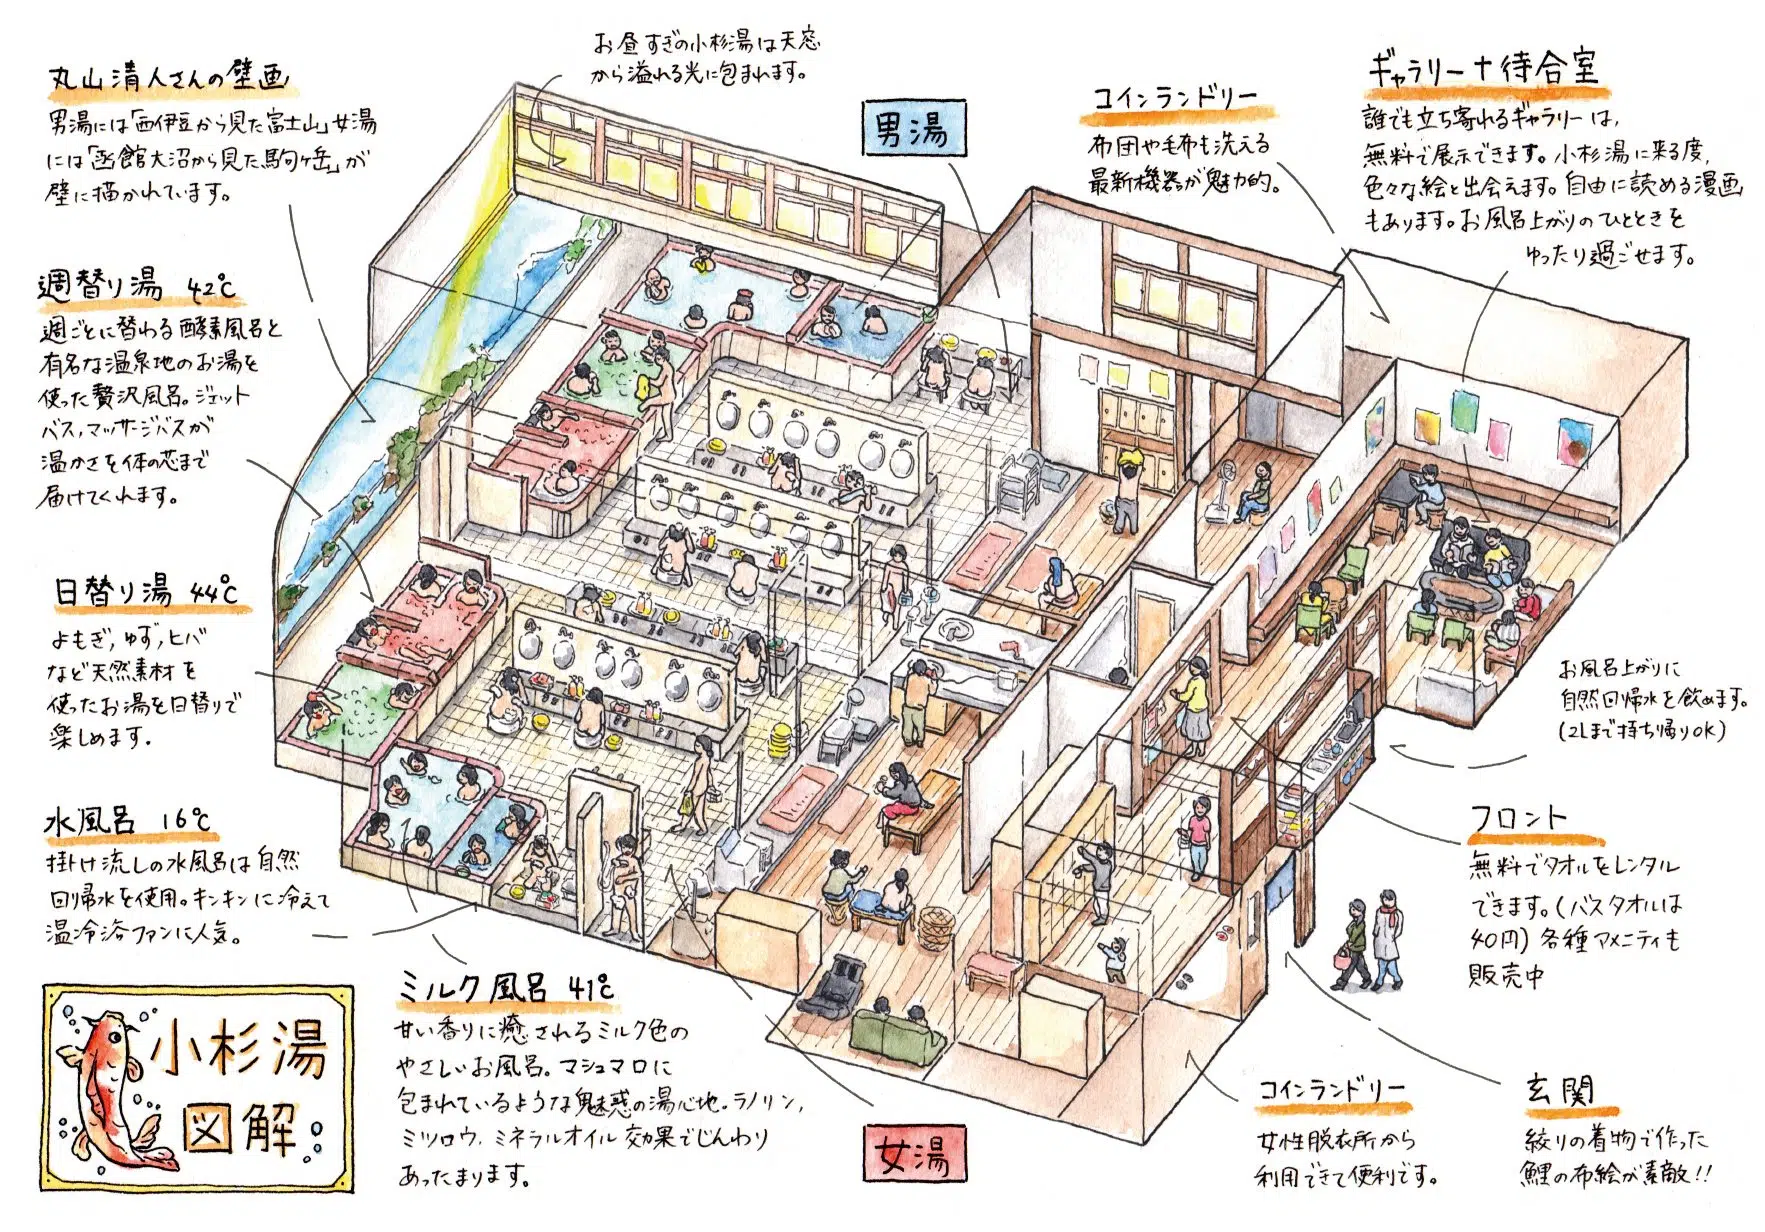 丸山清人さんの壁画
男湯には「西伊豆から見た富士山」女湯
には「函館大沼から見た駒ヶ岳」が
壁に描かれています。
お昼すぎの小杉湯は天窓
から溢れる光に包まれます。
男湯
コインランドリー
布団や毛布も洗える
最新機器が魅力的。
ギャラリー+待合室
誰でも立ち寄れるギャラリーは、
無料で展示できます。小杉湯に来る度、
色々な絵と出会えます。自由に読める漫画
もあります。お風呂上がりのひとときを
ゆったり過ごせます。
週替り湯 42℃
週ごとに替わる酵素風呂と
有名な温泉地のお湯を
使った贅沢風呂。ジェット
バス、マッサージバスが
温かさを体の芯まで
届けてくれます。
日替り湯 44℃
よもぎ,ゆず,ヒバ
など天然素材を
使ったお湯を日替りで
楽しめます.
水風呂 16℃
掛け流しの水風呂は自然
回帰水を使用。キンキンに冷えて
温冷浴ファンに人気。
小杉湯
図解
ミルク風呂 41℃
甘い香りに癒されるミルク色の
やさしいお風呂。マシュマロに
包まれているような魅惑の湯心地。ラノリン,
ミツロウ,ミネラルオイル効果でじんわり
あったまります。
女湯
お風呂上がりに
自然回帰水を飲めます。
(2Lまで持ち帰りOK)
フロント
無料でタオルをレンタル
できます。(バスタオルは
40円)各種アメニティも
販売中
コインランドリー
女性脱衣所から
利用できて便利です。
玄関
絞りの着物で作った
鯉の布絵が素敵!!